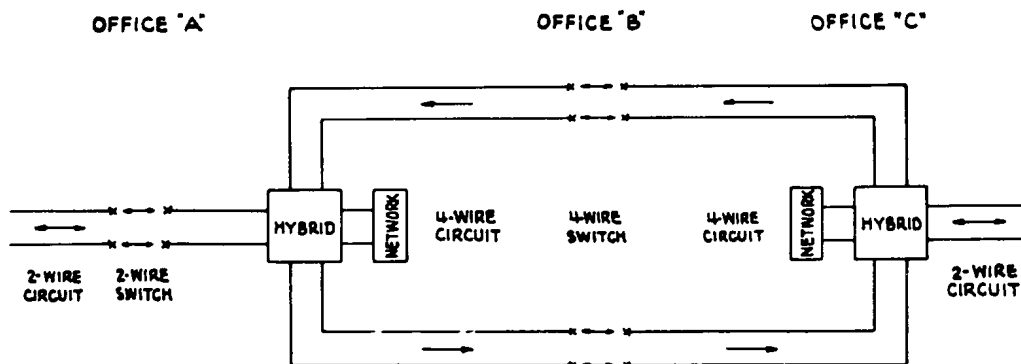 OFFICE "A"
OFFICE "B"
OFFICE "C"
HYBRID
NETWORK
4-WIRE
CIRCUIT
4-WIRE
SWITCH
4-WIRE
CIRCUIT
NETWORK
HYBRID
2-WIRE
CIRCUIT
2-WIRE
SWITCH
2-WIRE
CIRCUIT